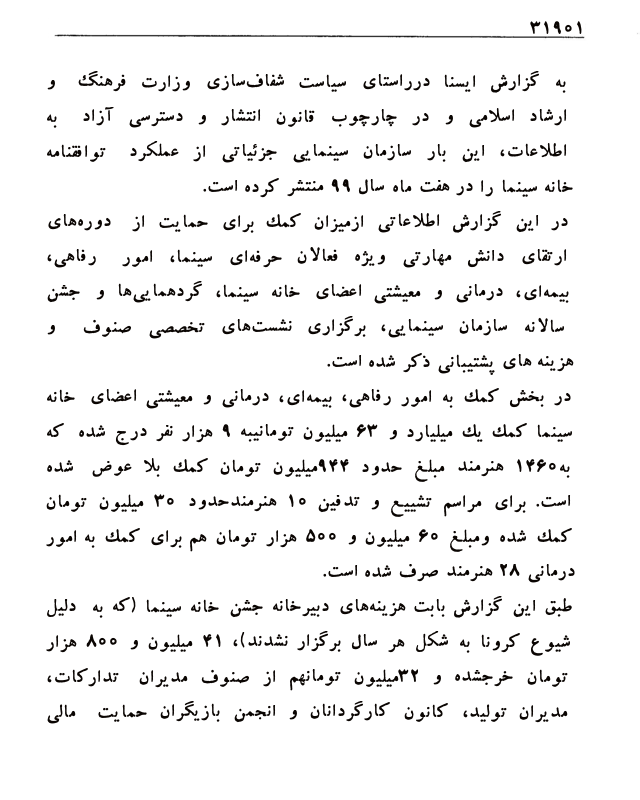 ۳۱۹۰۱
به گزارش ایسنا درراستای سیاست شفاف‌سازی وزارت فرهنگ و
ارشاد اسلامی و در چارچوب قانون انتشار و دسترسی آزاد به
اطلاعات، این بار سازمان سینمایی جزئیاتی از عملکرد توافقنامه
خانه سینما را در هفت ماه سال ۹۹ منتشر کرده است.
در این گزارش اطلاعاتی ازمیزان کمک برای حمایت از دوره‌های
ارتقای دانش مهارتی ویژه فعالان حرفه‌ای سینما، امور رفاهی،
بیمه‌ای، درمانی و معیشتی اعضای خانه سینما، گردهمایی‌ها و جشن
سالانه سازمان سینمایی، برگزاری نشست‌های تخصصی صنوف و
هزینه های پشتیبانی ذکر شده است.
در بخش کمک به امور رفاهی، بیمه‌ای، درمانی و معیشتی اعضای خانه
سینما کمک یک میلیارد و ۶۳ میلیون تومانیبه ۹ هزار نفر درج شده که
به۱۴۶۰ هنرمند مبلغ حدود ۹۴۴میلیون تومان کمک بلا عوض شده
است. برای مراسم تشییع و تدفین ۱۰ هنرمندحدود ۳۰ میلیون تومان
کمک شده ومبلغ ۶۰ میلیون و ۵۰۰ هزار تومان هم برای کمک به امور
درمانی ۲۸ هنرمند صرف شده است.
طبق این گزارش بابت هزینه‌های دبیرخانه جشن خانه سینما (که به دلیل
شیوع کرونا به شکل هر سال برگزار نشدند)، ۴۱ میلیون و ۸۰۰ هزار
تومان خرجشده و ۳۲میلیون تومانهم از صنوف مدیران تدارکات،
مدیران تولید، کانون کارگردانان و انجمن بازیگران حمایت مالی